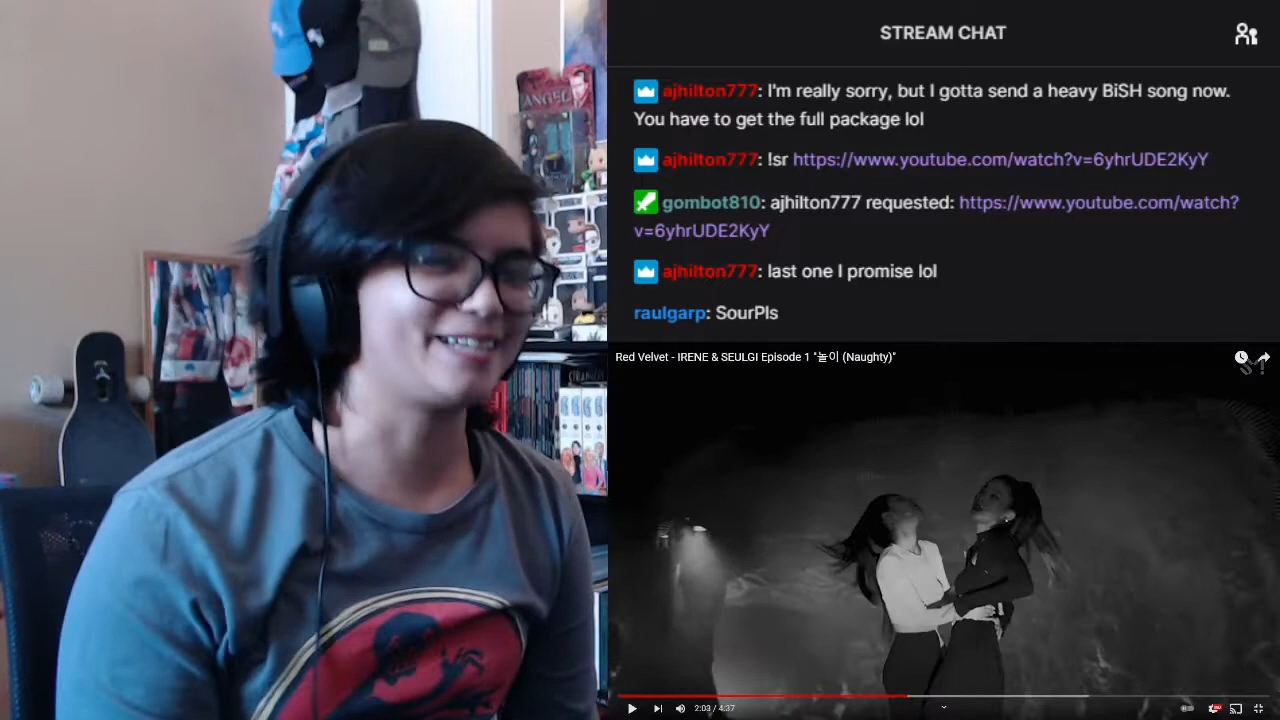 ANGEL
STREAM CHAT
ajhilton777: I'm really sorry, but I gotta send a heavy BiSH song now.
You have to get the full package lol
ajhilton777: !sr https://www.youtube.com/watch?v=6yhrUDE2KyY
gombot810: ajhilton777 requested: https://www.youtube.com/watch?
v=6yhrUDE2KyY
ajhilton777: last one I promise lol
raulgarp: SourPls
Red Velvet - IRENE & SEULGI Episode 1 "놀이 (Naughty)"
2:03 / 4:37